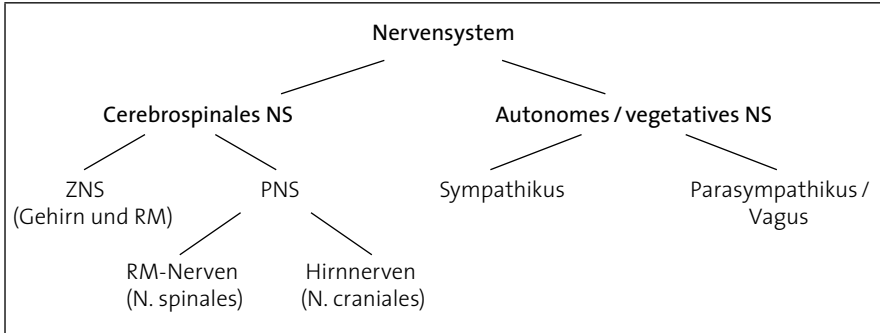 Nervensystem
Cerebrospinales NS
Autonomes / vegetatives NS
ZNS
(Gehirn und RM)
PNS
Sympathikus
Parasympathikus /
Vagus
RM-Nerven
(N. spinales)
Hirnnerven
(N. craniales)